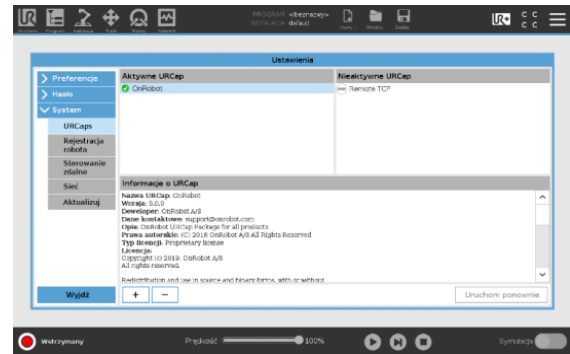 PROGRAM <beznazwy>
INSTALACJA default
Ustawienia
Preferencje
Hasło
System
URCaps
Rejestracja
robota
Sterowanie
zdalne
Sieć
Aktualizuj
Wyjdź
Aktywne URCap
OnRobot
Nieaktywne URCap
Remote TCP
Informacje o URCap
Nazwa URCap: OnRobot
Wersja: 5.0.0
Deweloper: OnRobot A/S
Dane kontaktowe: support@onrobot.com
Opis: OnRobot URCap Package for all products
Prawa autorskie: (C) 2018 OnRobot A/S All Rights Reserved
Typ licencji: Proprietary license
Licencja:
Copyright (c) 2019. OnRobot A/S
All rights reserved.
Redistribution and use in source and binary forms, with or without
+
−
Uruchom ponownie
Wstrzymany
Prędkość
100%
Symulacja